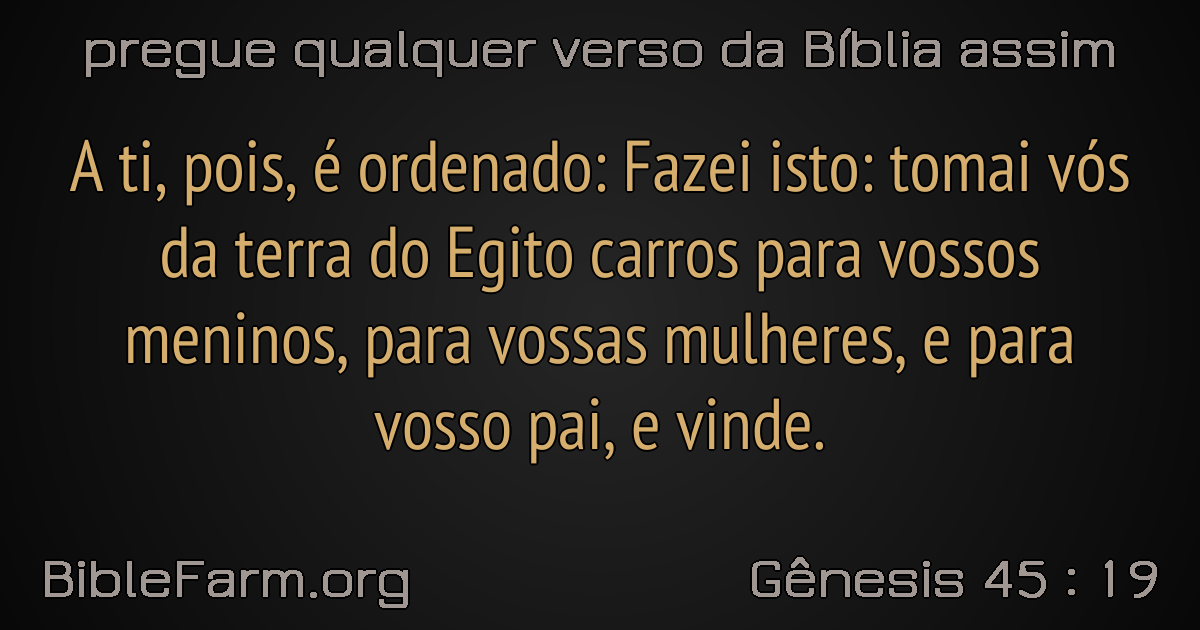 pregue qualquer verso da Bíblia assim
A ti, pois, é ordenado: Fazei isto: tomai vós
da terra do Egito carros para vossos
meninos, para vossas mulheres, e para
vosso pai, e vinde.
BibleFarm.org
Gênesis 45 : 19